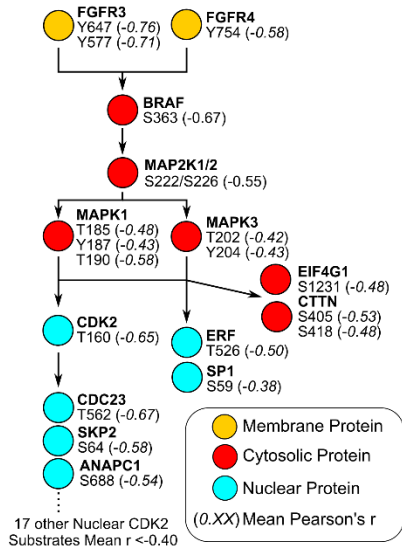 FGFR3
Y647 (-0.76)
Y577 (-0.71)
FGFR4
Y754 (-0.58)
BRAF
S363 (-0.67)
MAP2K1/2
S222/S226 (-0.55)
MAPK1
T185 (-0.48)
Y187 (-0.43)
T190 (-0.58)
MAPK3
T202 (-0.42)
Y204 (-0.43)
EIF4G1
S1231 (-0.48)
CTTN
S405 (-0.53)
S418 (-0.48)
CDK2
T160 (-0.65)
ERF
T526 (-0.50)
SP1
S59 (-0.38)
CDC23
T562 (-0.67)
SKP2
S64 (-0.58)
ANAPC1
S688 (-0.54)
17 other Nuclear CDK2
Substrates Mean r <-0.40
Membrane Protein
Cytosolic Protein
Nuclear Protein
(0.XX) Mean Pearson's r